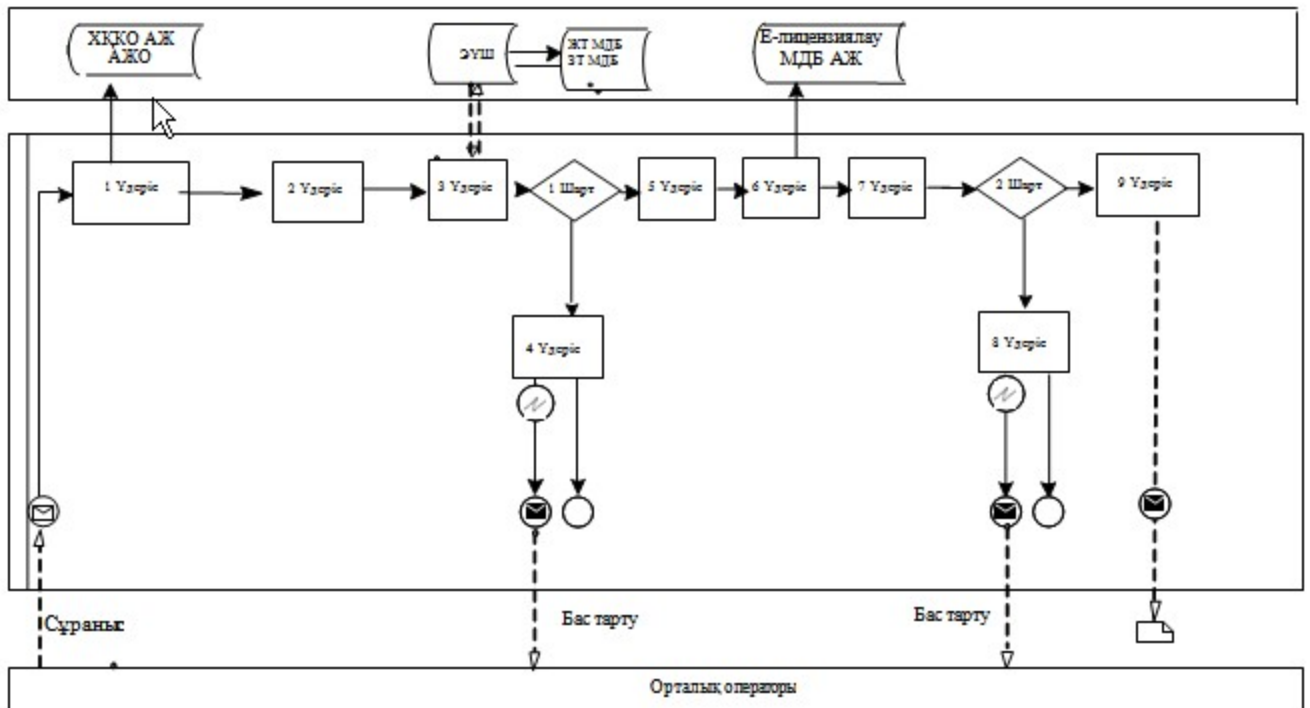 ХҚКО АЖ
АЖО
ЭҮШ
ЖТ МДБ
ЗТ МДБ
Е-лицензиялау
МДБ АЖ
1 Үдеріс
2 Үдеріс
3 Үдеріс
1 Шарт
5 Үдеріс
6 Үдеріс
7 Үдеріс
2 Шарт
9 Үдеріс
4 Үдеріс
8 Үдеріс
Сұраныс
Бас тарту
Бас тарту
Орталық операторы